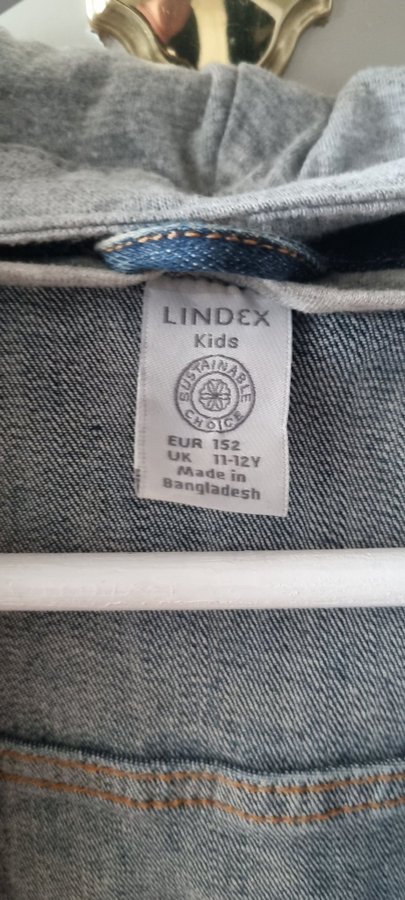 LINDEX
Kids
SUSTAINABLE
CHOICE
EUR 152
UK 11-12Y
Made in
Bangladesh